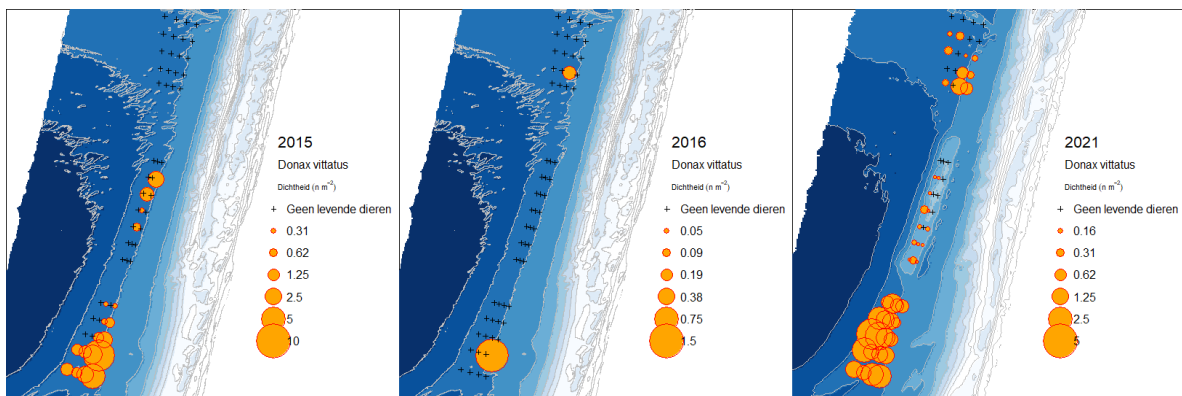 2015
Donax vittatus
Dichtheid (n m⁻²)
+ Geen levende dieren
0.31
0.62
1.25
2.5
5
10
2016
Donax vittatus
Dichtheid (n m⁻²)
+ Geen levende dieren
0.05
0.09
0.19
0.38
0.75
1.5
2021
Donax vittatus
Dichtheid (n m⁻²)
+ Geen levende dieren
0.16
0.31
0.62
1.25
2.5
5